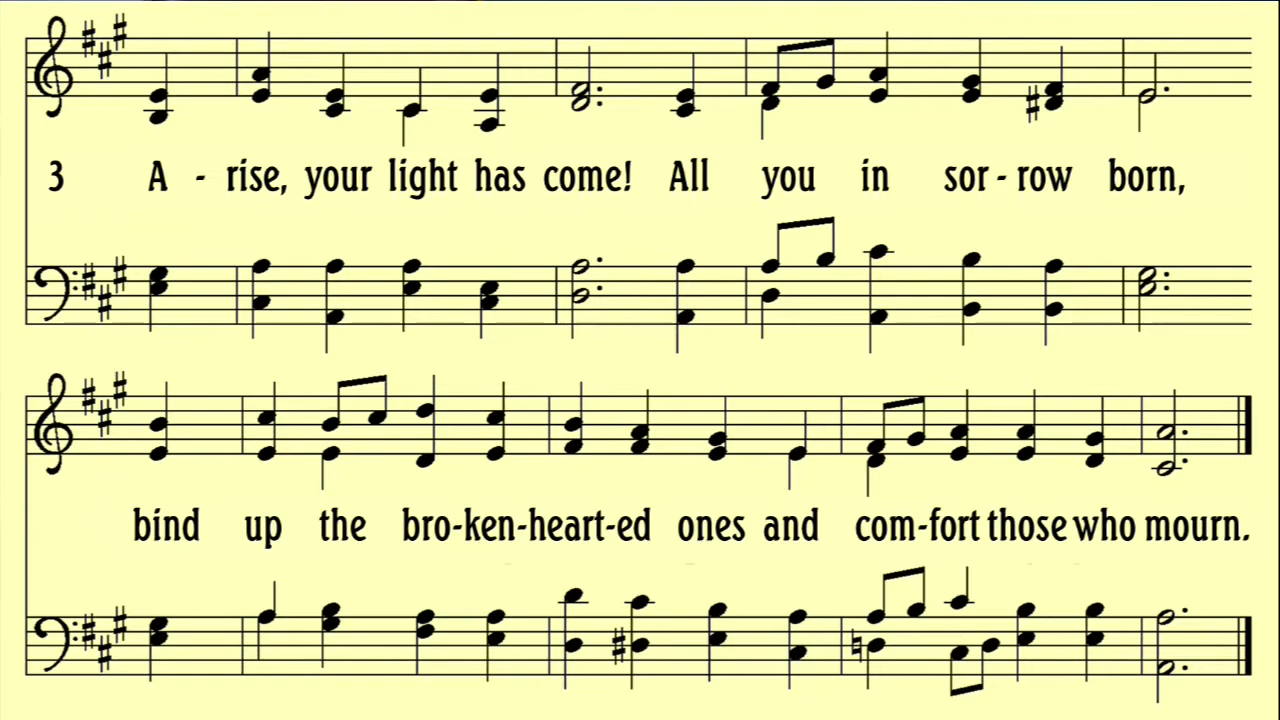 3 A - rise, your light has come! All you in sor - row born,
bind up the bro-ken-heart-ed ones and com-fort those who mourn.